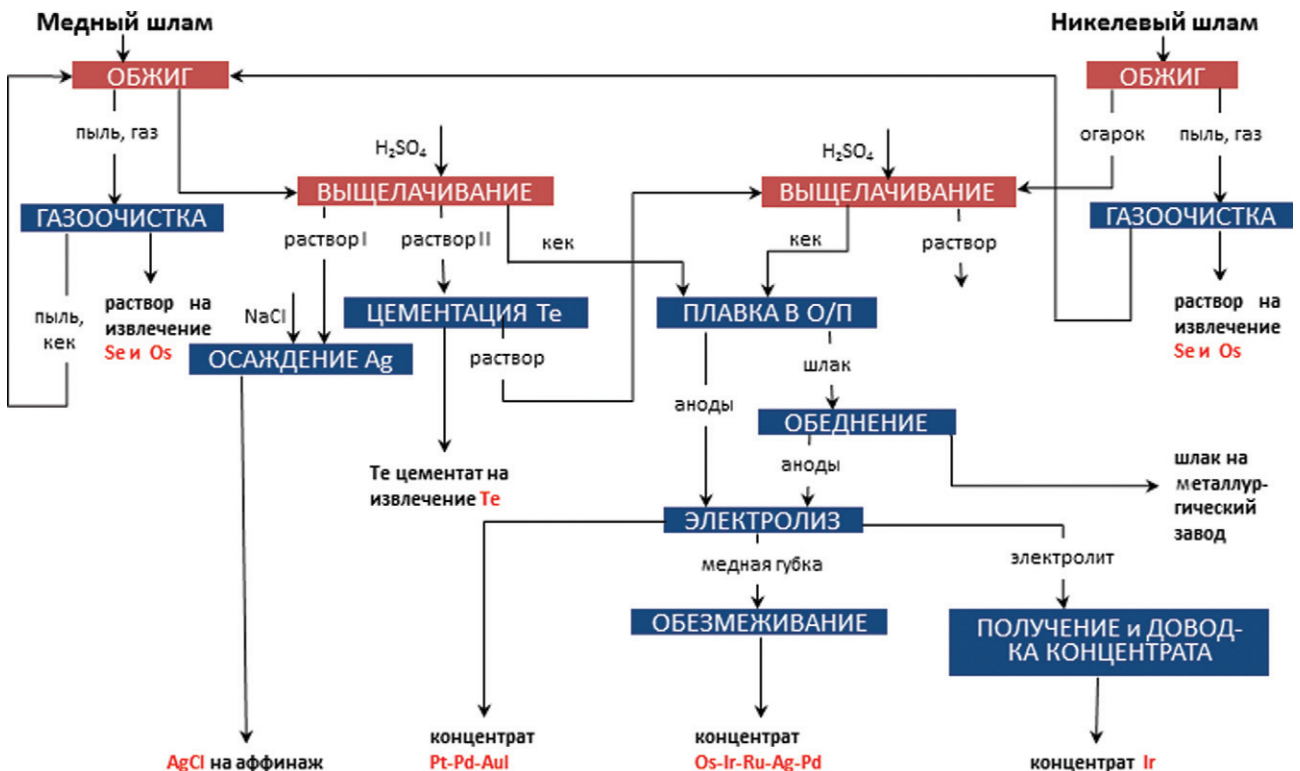 Медный шлам
Никелевый шлам
ОБЖИГ
ОБЖИГ
пыль, газ
огарок
пыль, газ
H₂SO₄
H₂SO₄
ВЫЩЕЛАЧИВАНИЕ
ВЫЩЕЛАЧИВАНИЕ
ГАЗООЧИСТКА
ГАЗООЧИСТКА
раствор I
раствор II
кек
кек
раствор
раствор на
извлечение
Se и Os
пыль,
кек
NaCl
ЦЕМЕНТАЦИЯ Te
ПЛАВКА В О/П
раствор на
извлечение
Se и Os
ОСАЖДЕНИЕ Ag
раствор
шлак
аноды
ОБЕДНЕНИЕ
Те цементат на
извлечение Te
аноды
шлак на
металлур-
гический
завод
ЭЛЕКТРОЛИЗ
медная губка
электролит
ОБЕЗМЕЖИВАНИЕ
ПОЛУЧЕНИЕ и ДОВОД-
КА КОНЦЕНТРАТА
AgCl на аффинаж
концентрат
Pt-Pd-Aul
концентрат
Os-Ir-Ru-Ag-Pd
концентрат Ir